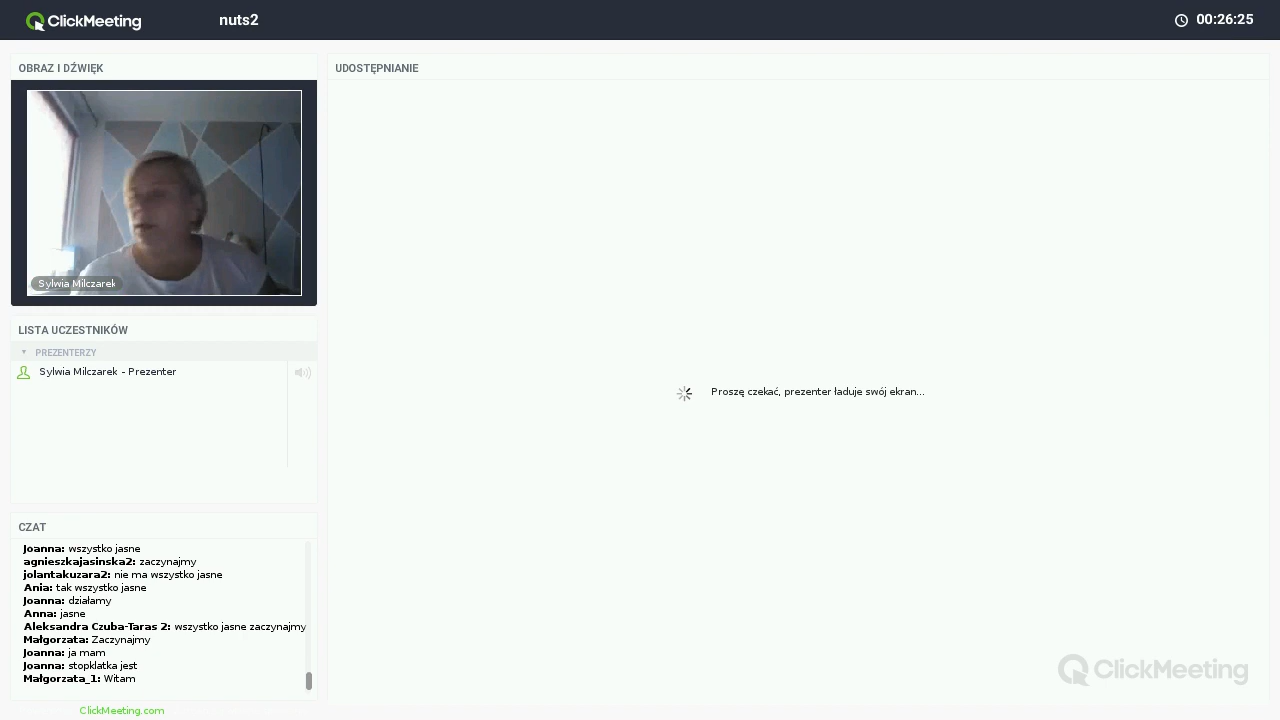 ClickMeeting
nuts2
00:26:25
OBRAZ I DŹWIĘK
UDOSTĘPNIANIE
Sylwia Milczarek
LISTA UCZESTNIKÓW
PREZENTERZY
Sylwia Milczarek - Prezenter
Proszę czekać, prezenter ładuje swój ekran...
CZAT
Joanna: wszystko jasne
agnieszkajasinska2: zaczynajmy
jolantakuzara2: nie ma wszystko jasne
Ania: tak wszystko jasne
Joanna: działamy
Anna: jasne
Aleksandra Czuba-Taras 2: wszystko jasne zaczynajmy
Małgorzata: Zaczynajmy
Joanna: ja mam
Joanna: stopklatka jest
Małgorzata_1: Witam
ClickMeeting
ClickMeeting.com